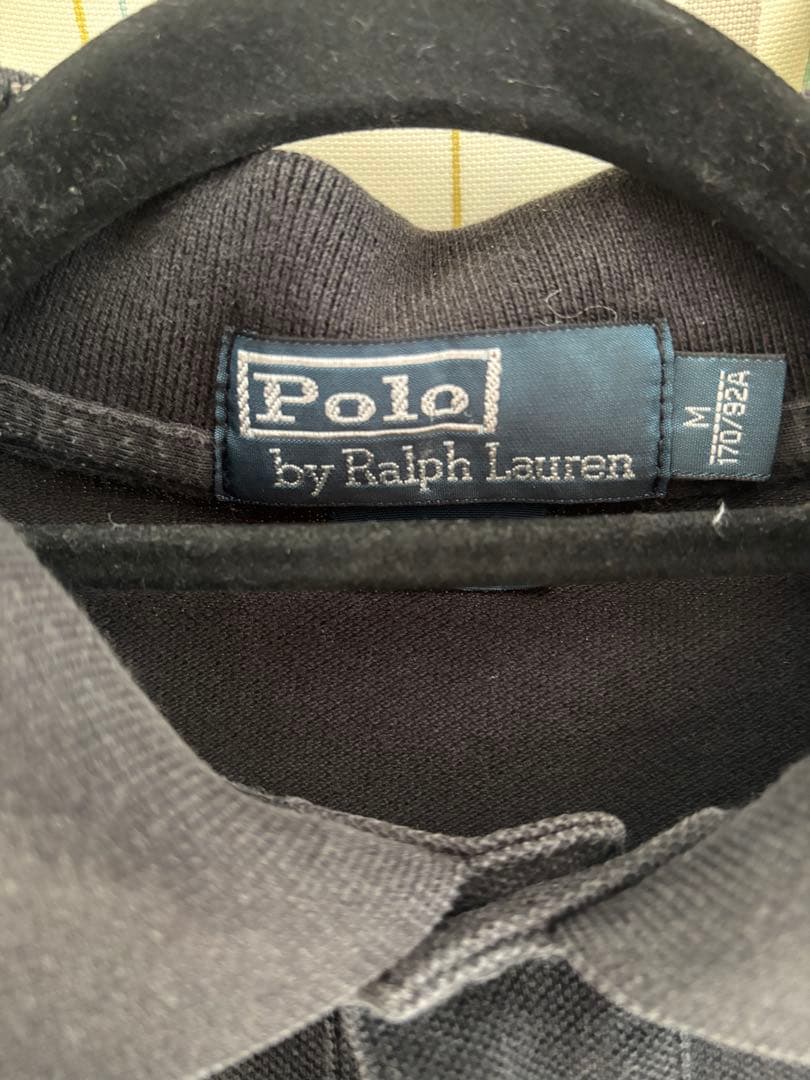 Polo
by Ralph Lauren
M
170/92A